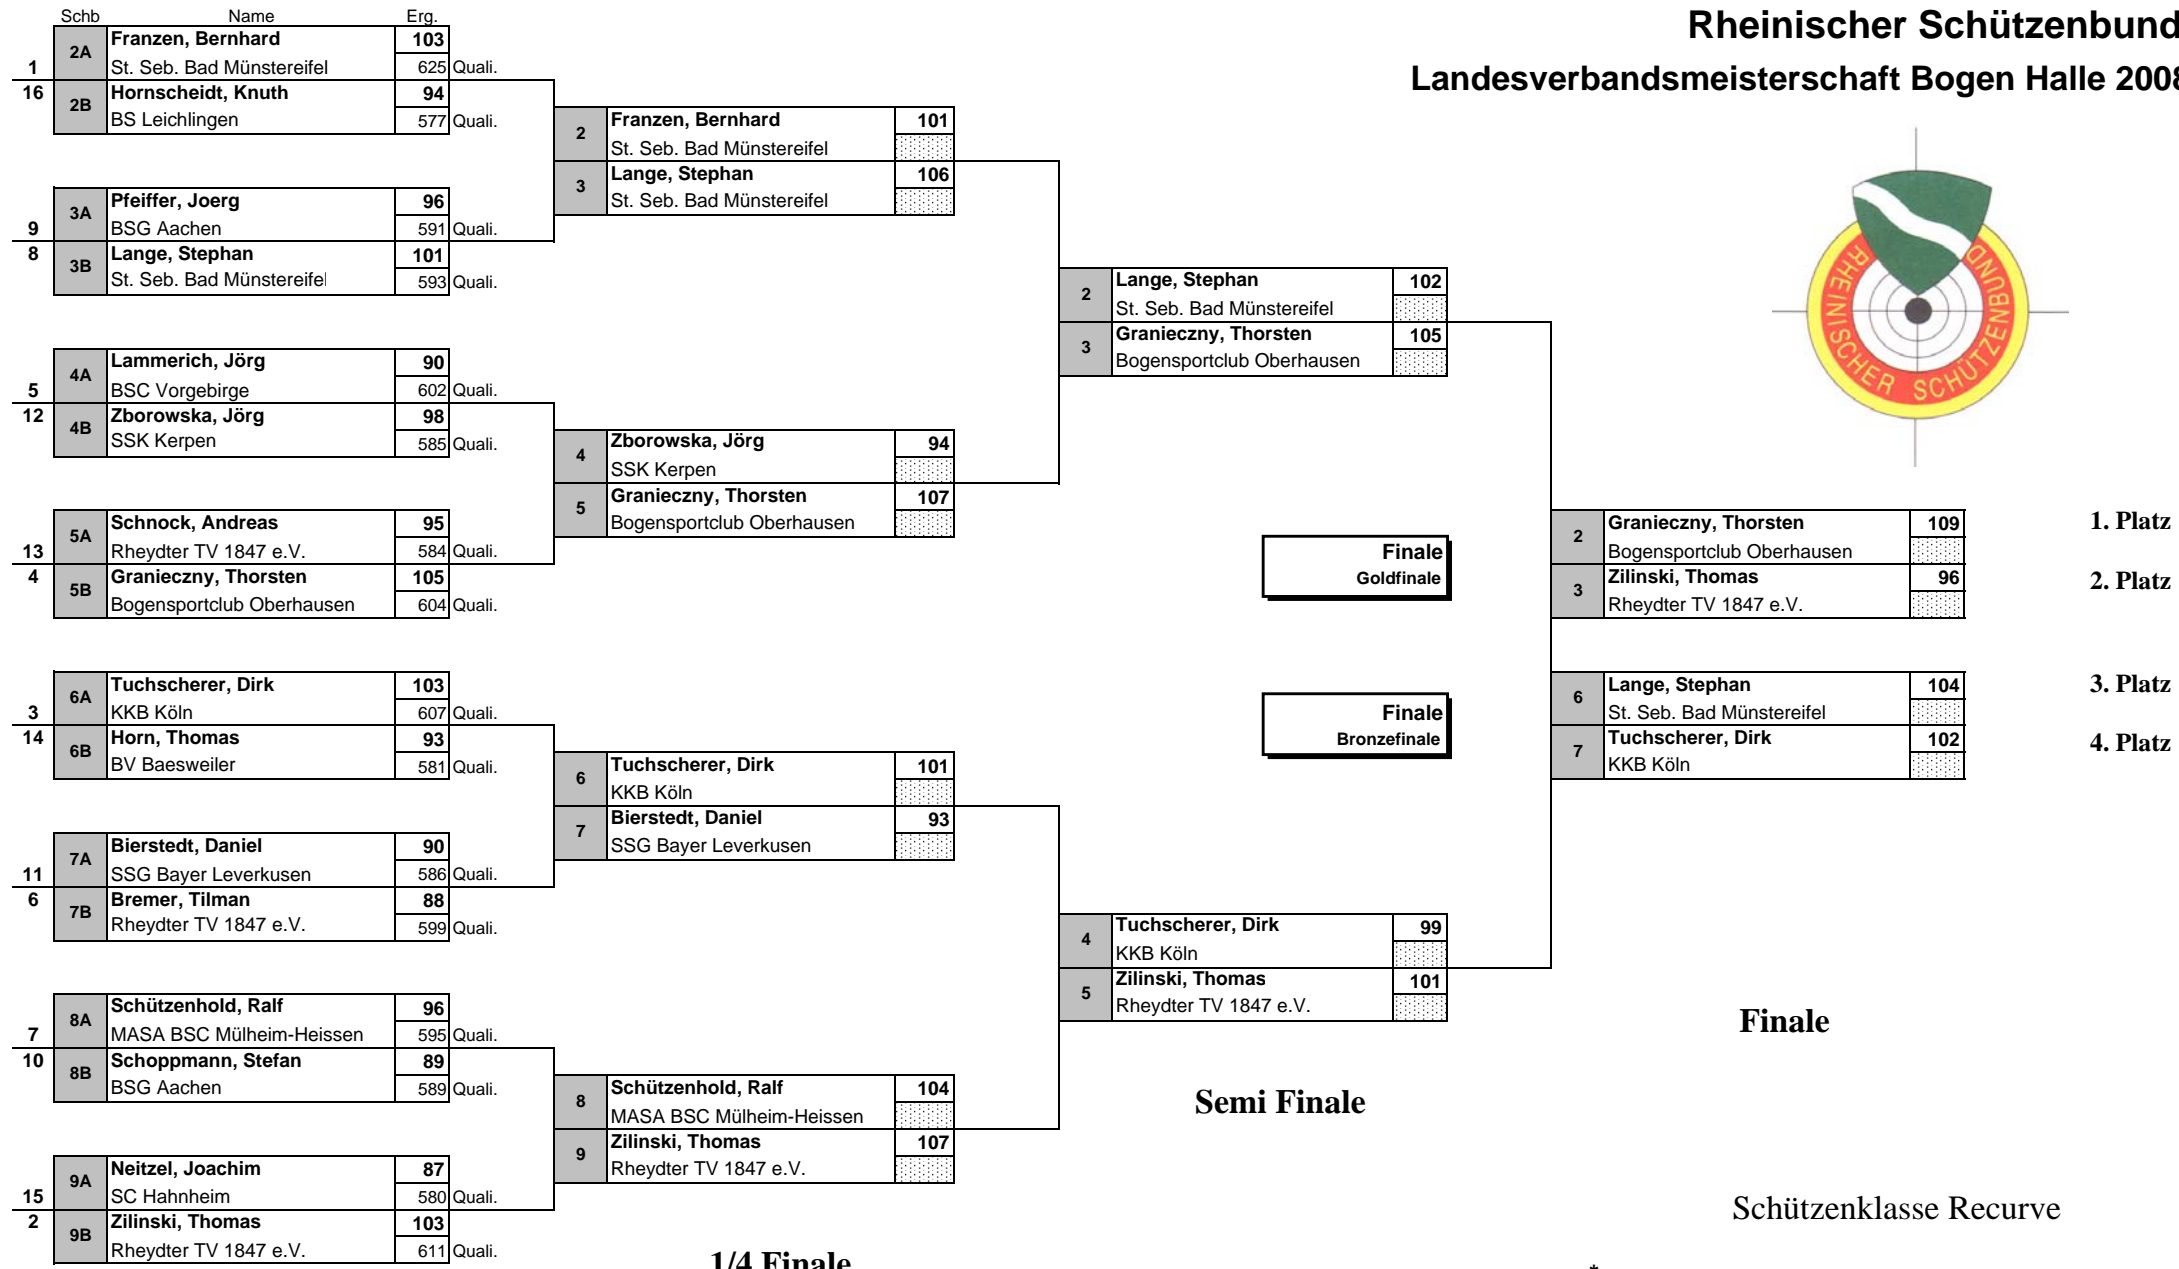 Schb Name Erg.
Rheinischer Schützenbund
Landesverbandsmeisterschaft Bogen Halle 2008
2A Franzen, Bernhard 103
1 St. Seb. Bad Münstereifel 625 Quali.
16 2B Hornscheidt, Knuth 94
BS Leichlingen 577 Quali.
3A Pfeiffer, Joerg 96
9 BSG Aachen 591 Quali.
8 3B Lange, Stephan 101
St. Seb. Bad Münstereifel 593 Quali.
4A Lammerich, Jörg 90
5 BSC Vorgebirge 602 Quali.
12 4B Zborowska, Jörg 98
SSK Kerpen 585 Quali.
5A Schnock, Andreas 95
13 Rheydter TV 1847 e.V. 584 Quali.
4 5B Granieczny, Thorsten 105
Bogensportclub Oberhausen 604 Quali.
6A Tuchscherer, Dirk 103
3 KKB Köln 607 Quali.
14 6B Horn, Thomas 93
BV Baesweiler 581 Quali.
7A Bierstedt, Daniel 90
11 SSG Bayer Leverkusen 586 Quali.
6 7B Bremer, Tilman 88
Rheydter TV 1847 e.V. 599 Quali.
8A Schützenhold, Ralf 96
7 MASA BSC Mülheim-Heissen 595 Quali.
10 8B Schoppmann, Stefan 89
BSG Aachen 589 Quali.
9A Neitzel, Joachim 87
15 SC Hahnheim 580 Quali.
2 9B Zilinski, Thomas 103
Rheydter TV 1847 e.V. 611 Quali.
2 Franzen, Bernhard 101
St. Seb. Bad Münstereifel
3 Lange, Stephan 106
St. Seb. Bad Münstereifel
4 Zborowska, Jörg 94
SSK Kerpen
5 Granieczny, Thorsten 107
Bogensportclub Oberhausen
6 Tuchscherer, Dirk 101
KKB Köln
7 Bierstedt, Daniel 93
SSG Bayer Leverkusen
8 Schützenhold, Ralf 104
MASA BSC Mülheim-Heissen
9 Zilinski, Thomas 107
Rheydter TV 1847 e.V.
1/4 Finale
2 Lange, Stephan 102
St. Seb. Bad Münstereifel
3 Granieczny, Thorsten 105
Bogensportclub Oberhausen
Finale
Goldfinale
Finale
Bronzefinale
4 Tuchscherer, Dirk 99
KKB Köln
5 Zilinski, Thomas 101
Rheydter TV 1847 e.V.
Semi Finale
RHEINISCHER SCHÜTZENBUND
2 Granieczny, Thorsten 109 1. Platz
Bogensportclub Oberhausen
3 Zilinski, Thomas 96 2. Platz
Rheydter TV 1847 e.V.
6 Lange, Stephan 104 3. Platz
St. Seb. Bad Münstereifel
7 Tuchscherer, Dirk 102 4. Platz
KKB Köln
Finale
Schützenklasse Recurve
*